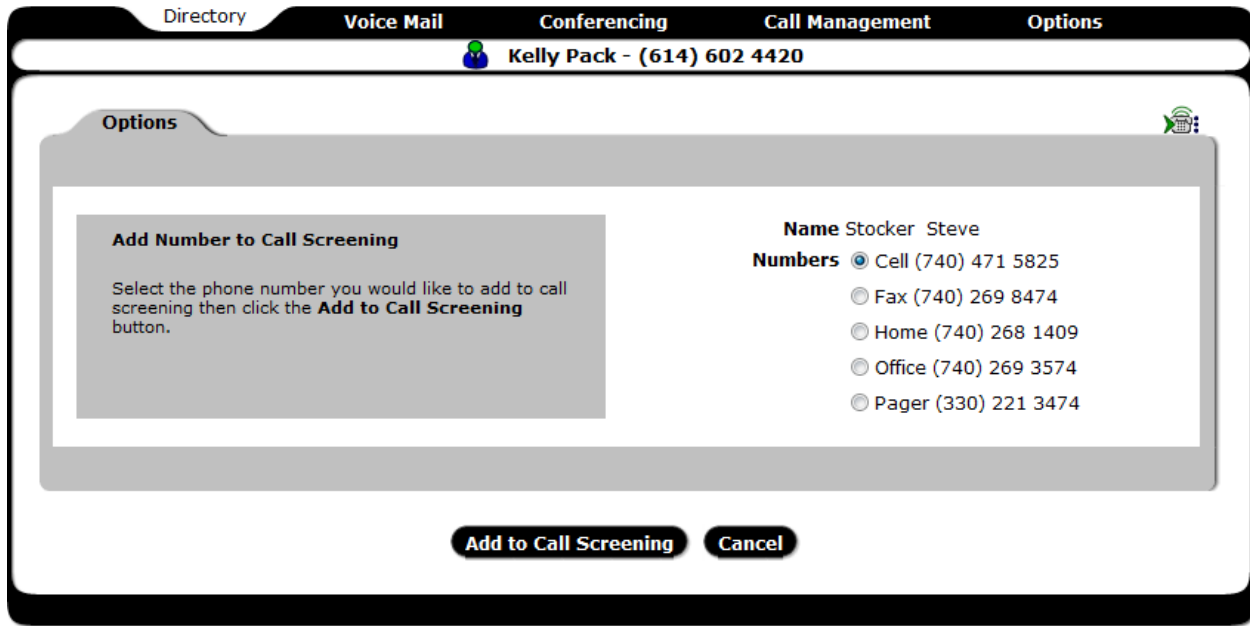 Directory Voice Mail Conferencing Call Management Options
Kelly Pack - (614) 602 4420
Options
Add Number to Call Screening
Select the phone number you would like to add to call
screening then click the Add to Call Screening
button.
Name Stocker  Steve
Numbers Cell (740) 471 5825
Fax (740) 269 8474
Home (740) 268 1409
Office (740) 269 3574
Pager (330) 221 3474
Add to Call Screening Cancel